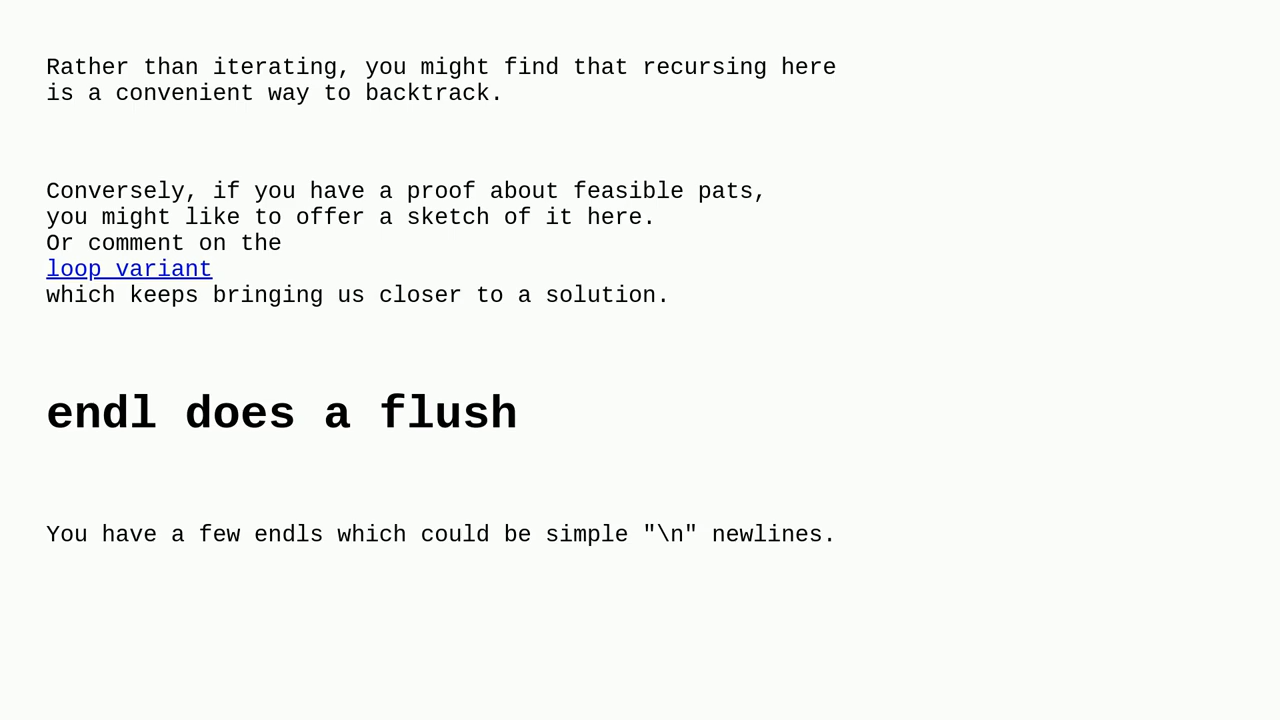 Rather than iterating, you might find that recursing here
is a convenient way to backtrack.
Conversely, if you have a proof about feasible pats,
you might like to offer a sketch of it here.
Or comment on the
loop variant
which keeps bringing us closer to a solution.
endl does a flush
You have a few endls which could be simple "\n" newlines.